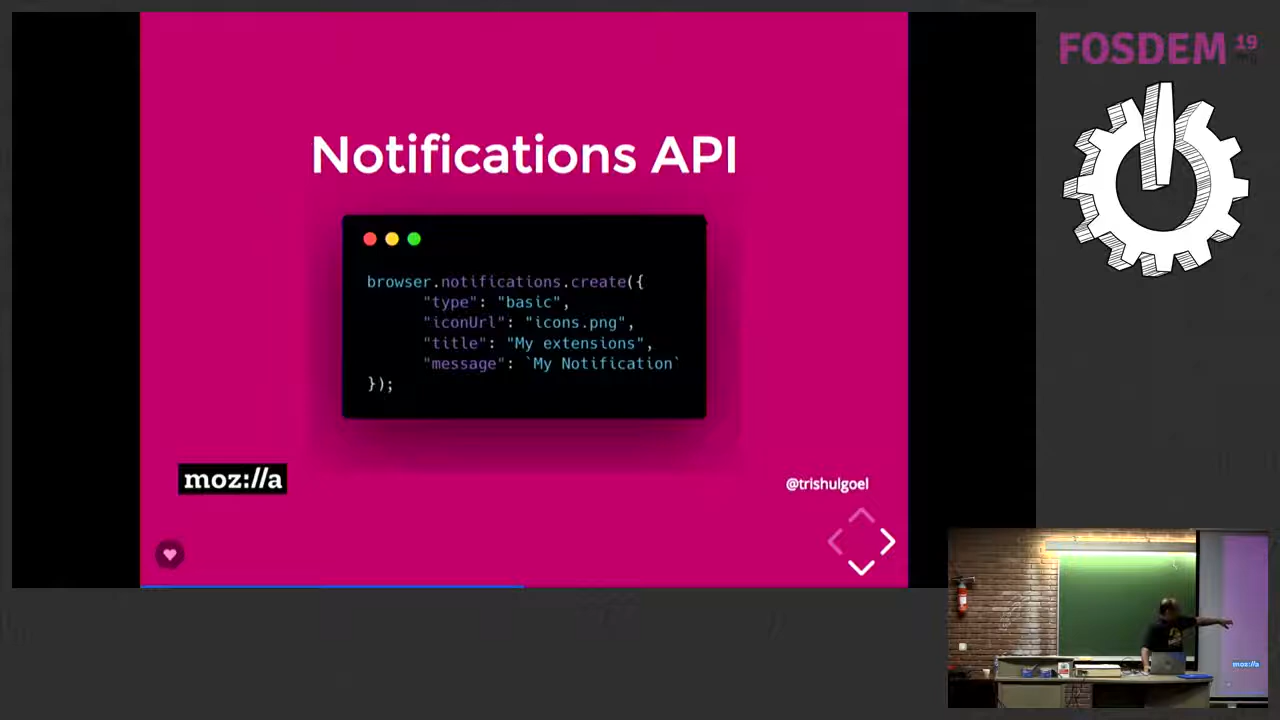 FOSDEM 19
Notifications API
browser.notifications.create({
"type": "basic",
"iconUrl": "icons.png",
"title": "My extensions",
"message": `My Notification`
});
moz://a
@trishulgoel
moz://a